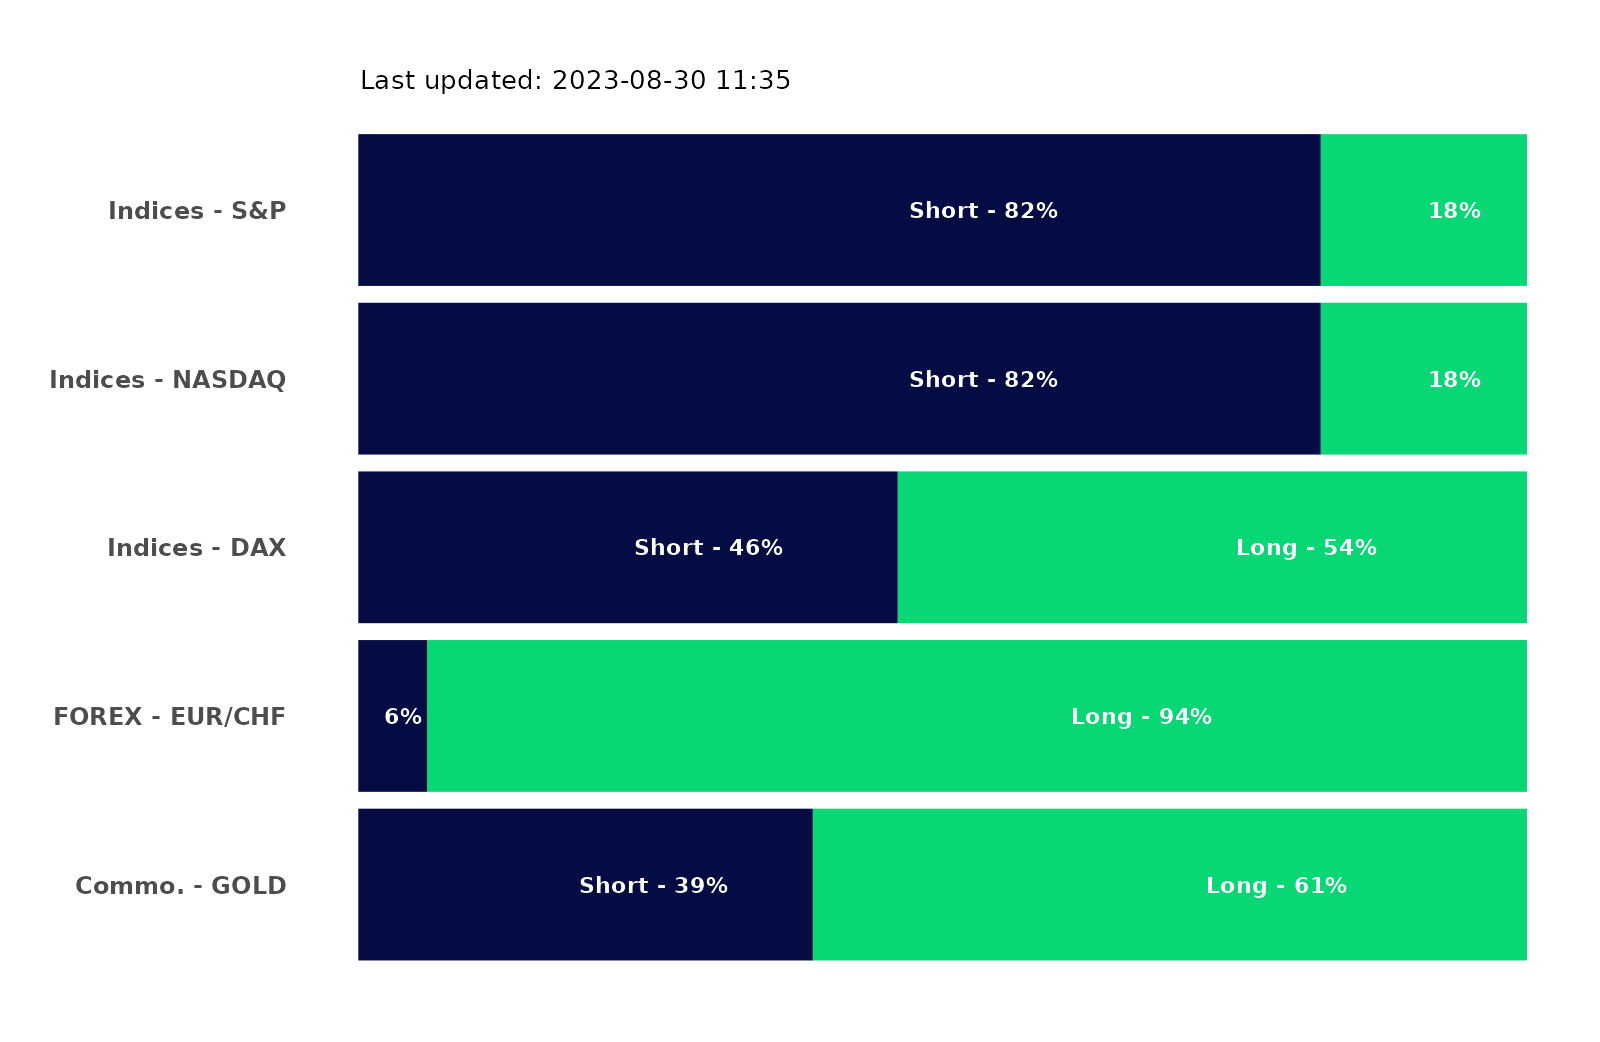 Last updated: 2023-08-30 11:35
Indices - S&P Short - 82% 18%
Indices - NASDAQ Short - 82% 18%
Indices - DAX Short - 46% Long - 54%
FOREX - EUR/CHF 6% Long - 94%
Commo. - GOLD Short - 39% Long - 61%